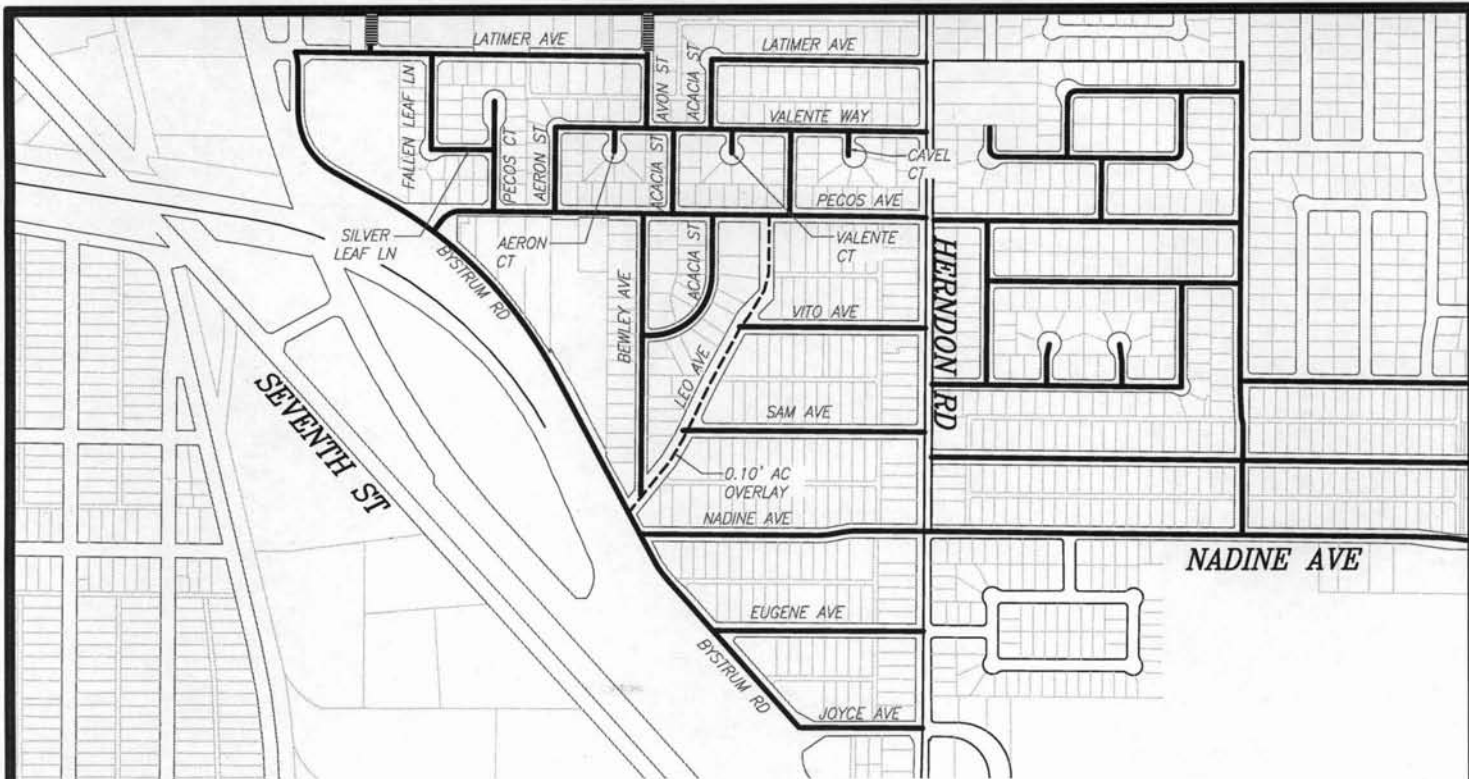 LATIMER AVE
LATIMER AVE
FALLEN LEAF LN
AVON ST
ACACIA ST
VALENTE WAY
PECOS CT
AERON ST
ACACIA ST
CAVEL
CT
PECOS AVE
SILVER
LEAF LN
AERON
CT
VALENTE
CT
BYSTRUM RD
ACACIA ST
HERNDON RD
BEWLEY AVE
VITO AVE
LEO AVE
SEVENTH ST
SAM AVE
0.10' AC
OVERLAY
NADINE AVE
NADINE AVE
EUGENE AVE
BYSTRUM RD
JOYCE AVE